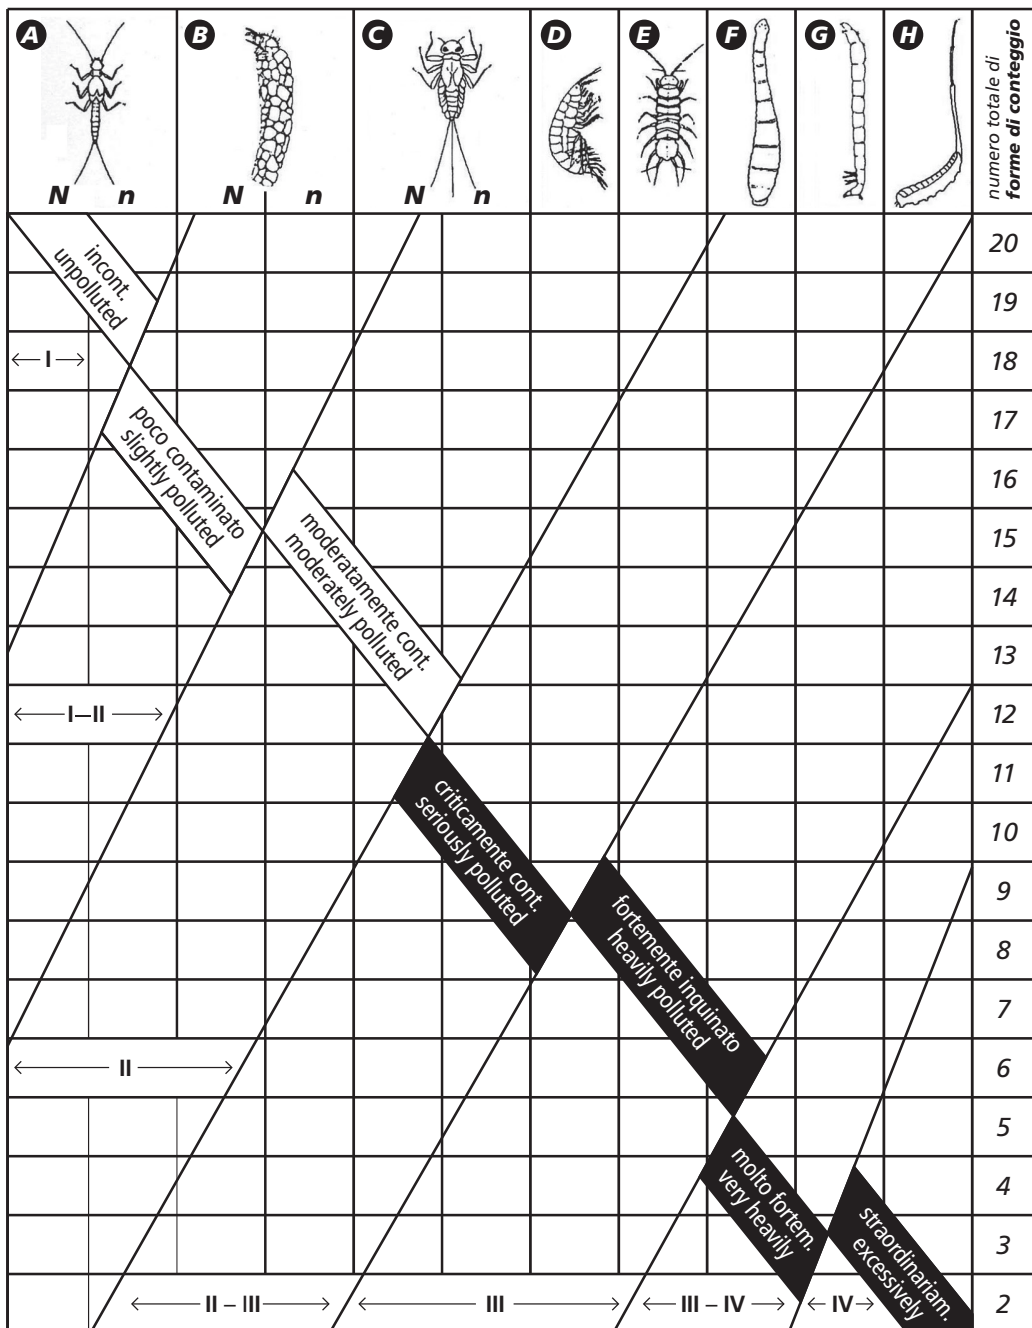 A
B
C
D
E
F
G
H
numero totale di
forme di conteggio
N n
N n
N n
20
incont.
unpolluted
19
I
18
17
poco contaminato
slightly polluted
16
15
moderatamente cont.
moderately polluted
14
13
I–II
12
11
criticamente cont.
seriously polluted
10
9
fortemente inquinato
heavily polluted
8
7
II
6
5
molto fortem.
very heavily
4
straordinariam.
excessively
3
II – III
III
III – IV
IV
2